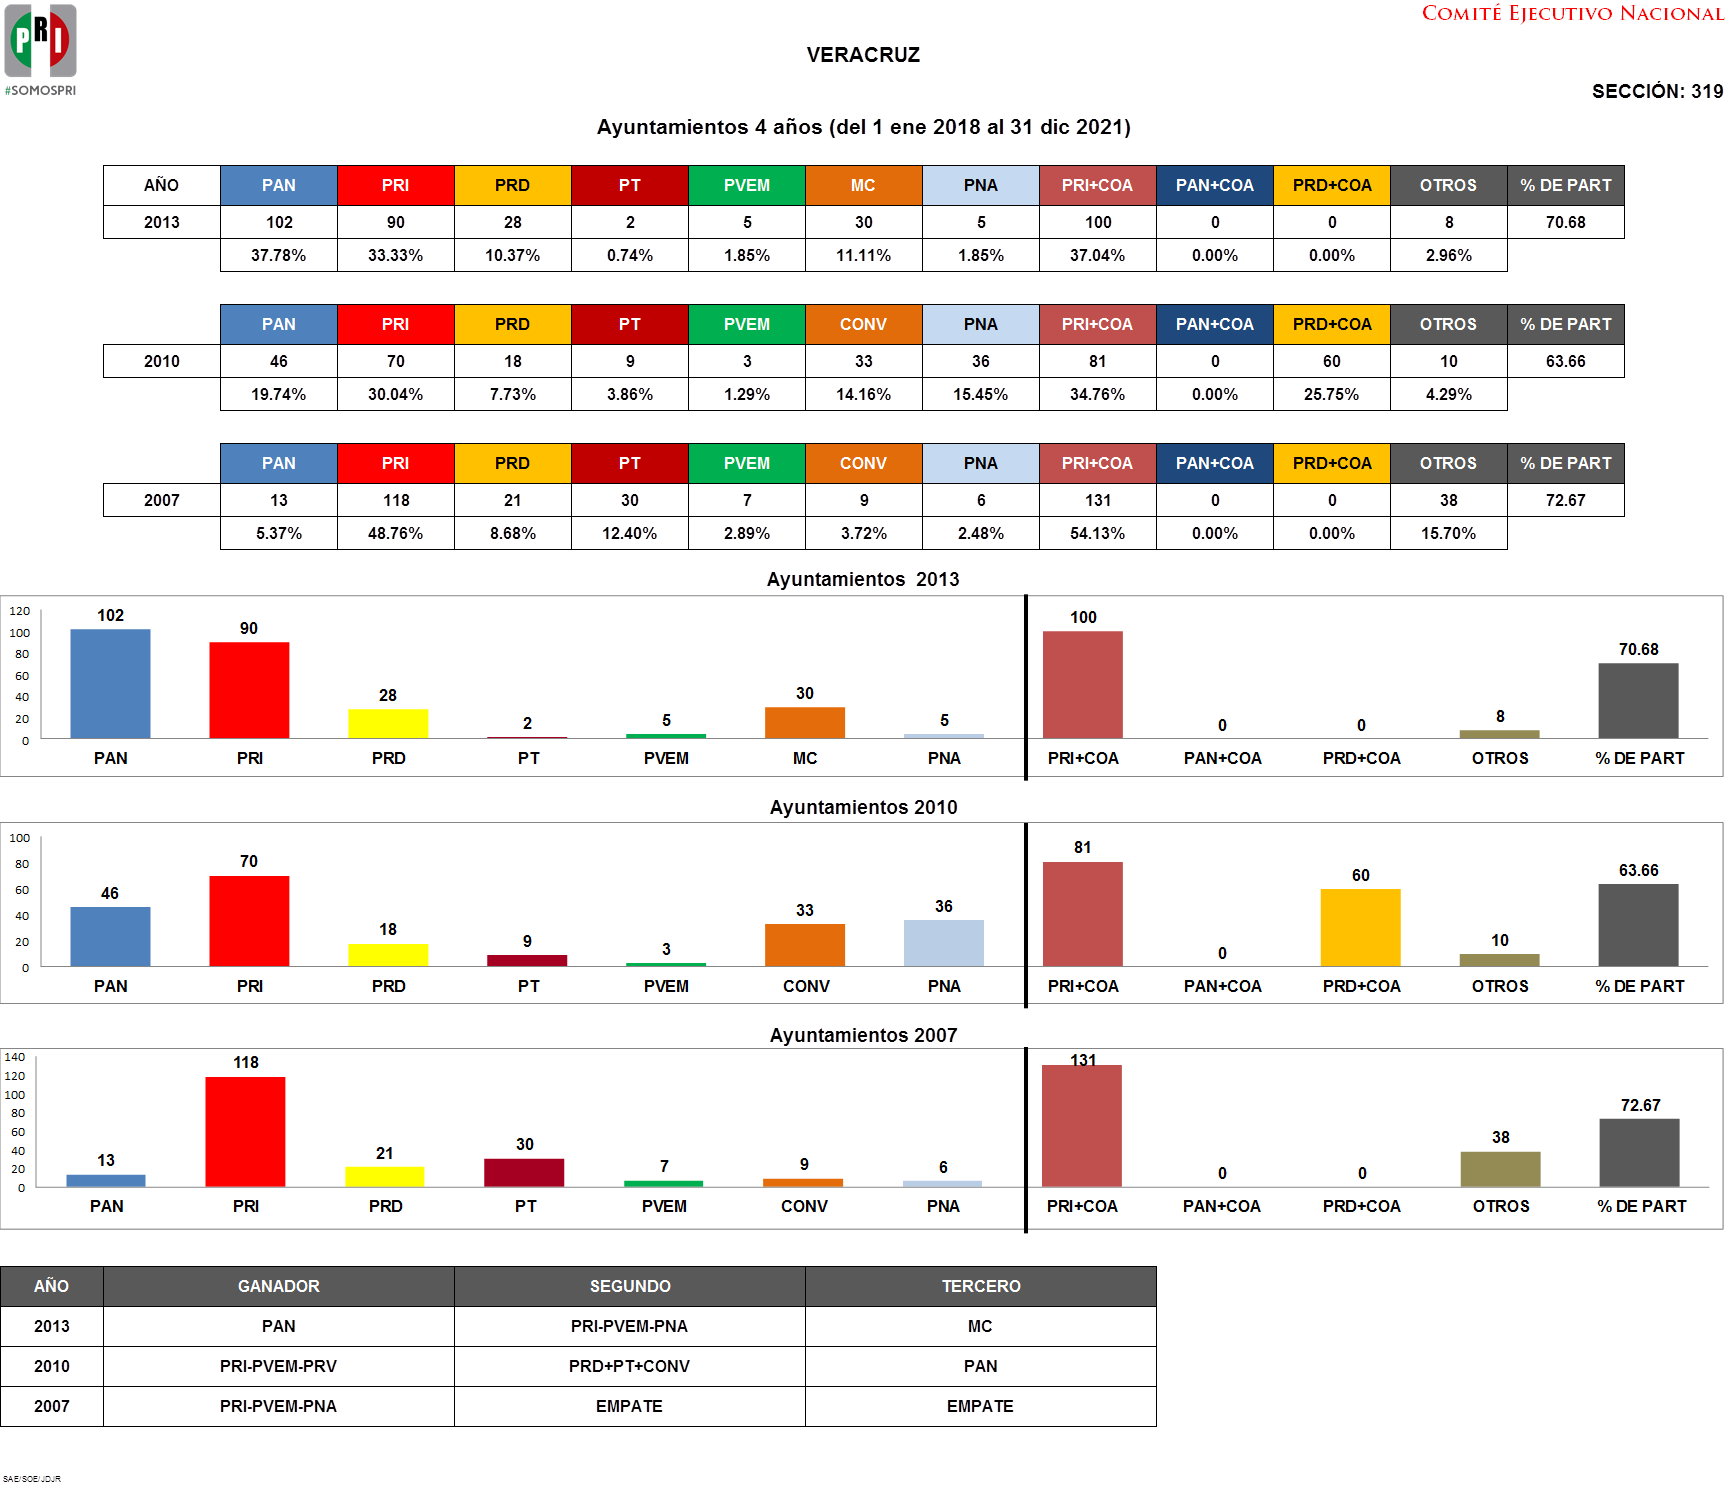 PRI
#SOMOSPRI
COMITÉ EJECUTIVO NACIONAL
VERACRUZ
SECCIÓN: 319
Ayuntamientos 4 años (del 1 ene 2018 al 31 dic 2021)
AÑO PAN PRI PRD PT PVEM MC PNA PRI+COA PAN+COA PRD+COA OTROS % DE PART
2013 102 90 28 2 5 30 5 100 0 0 8 70.68
37.78% 33.33% 10.37% 0.74% 1.85% 11.11% 1.85% 37.04% 0.00% 0.00% 2.96%
PAN PRI PRD PT PVEM CONV PNA PRI+COA PAN+COA PRD+COA OTROS % DE PART
2010 46 70 18 9 3 33 36 81 0 60 10 63.66
19.74% 30.04% 7.73% 3.86% 1.29% 14.16% 15.45% 34.76% 0.00% 25.75% 4.29%
PAN PRI PRD PT PVEM CONV PNA PRI+COA PAN+COA PRD+COA OTROS % DE PART
2007 13 118 21 30 7 9 6 131 0 0 38 72.67
5.37% 48.76% 8.68% 12.40% 2.89% 3.72% 2.48% 54.13% 0.00% 0.00% 15.70%
Ayuntamientos 2013
120
100
80
60
40
20
0
102 90 28 2 5 30 5 100 0 0 8 70.68
PAN PRI PRD PT PVEM MC PNA PRI+COA PAN+COA PRD+COA OTROS % DE PART
Ayuntamientos 2010
100
80
60
40
20
0
46 70 18 9 3 33 36 81 0 60 10 63.66
PAN PRI PRD PT PVEM CONV PNA PRI+COA PAN+COA PRD+COA OTROS % DE PART
Ayuntamientos 2007
140
120
100
80
60
40
20
0
13 118 21 30 7 9 6 131 0 0 38 72.67
PAN PRI PRD PT PVEM CONV PNA PRI+COA PAN+COA PRD+COA OTROS % DE PART
AÑO GANADOR SEGUNDO TERCERO
2013 PAN PRI-PVEM-PNA MC
2010 PRI-PVEM-PRV PRD+PT+CONV PAN
2007 PRI-PVEM-PNA EMPATE EMPATE
SAE/SOE/JDJR